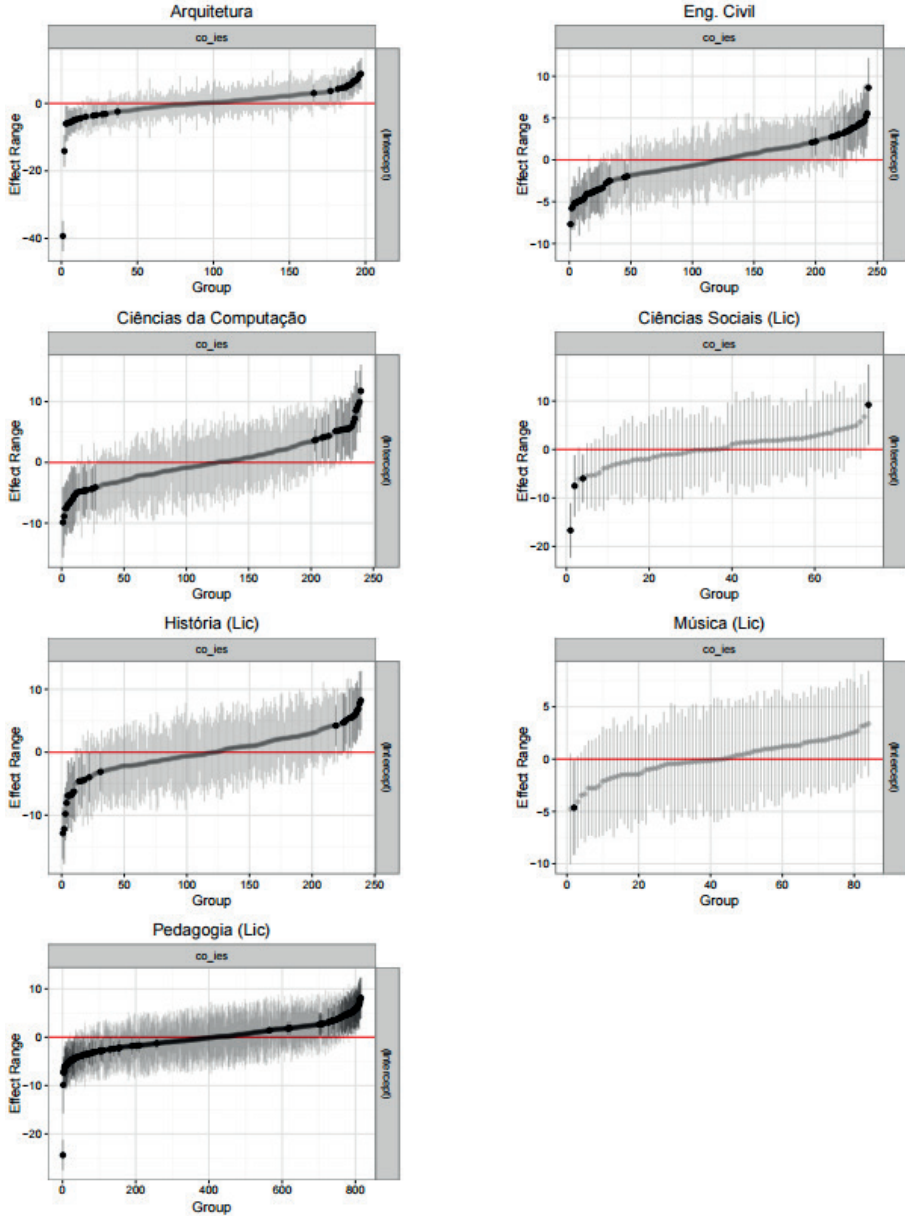 Arquitetura
co_ies
0
−20
−40
Effect Range
(Intercept)
0
50
100
150
200
Group
Eng. Civil
co_ies
10
5
0
−5
−10
Effect Range
(Intercept)
0
50
100
150
200
250
Group
Ciências da Computação
co_ies
10
0
−10
Effect Range
(Intercept)
0
50
100
150
200
250
Group
Ciências Sociais (Lic)
co_ies
10
0
−10
−20
Effect Range
(Intercept)
0
20
40
60
Group
História (Lic)
co_ies
10
0
−10
Effect Range
(Intercept)
0
50
100
150
200
250
Group
Música (Lic)
co_ies
5
0
−5
−10
Effect Range
(Intercept)
0
20
40
60
80
Group
Pedagogia (Lic)
co_ies
10
0
−10
−20
Effect Range
(Intercept)
0
200
400
600
800
Group